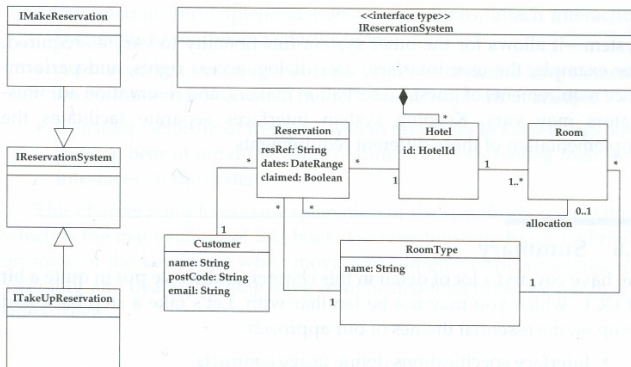 IMakeReservation
IReservationSystem
ITakeUpReservation
<<interface type>>
IReservationSystem
*
Reservation
resRef: String
dates: DateRange
claimed: Boolean
*
*
1
Hotel
id: HotelId
1
1..*
Room
*
0..1
allocation
*
*
1
Customer
name: String
postCode: String
email: String
1
RoomType
name: String
1